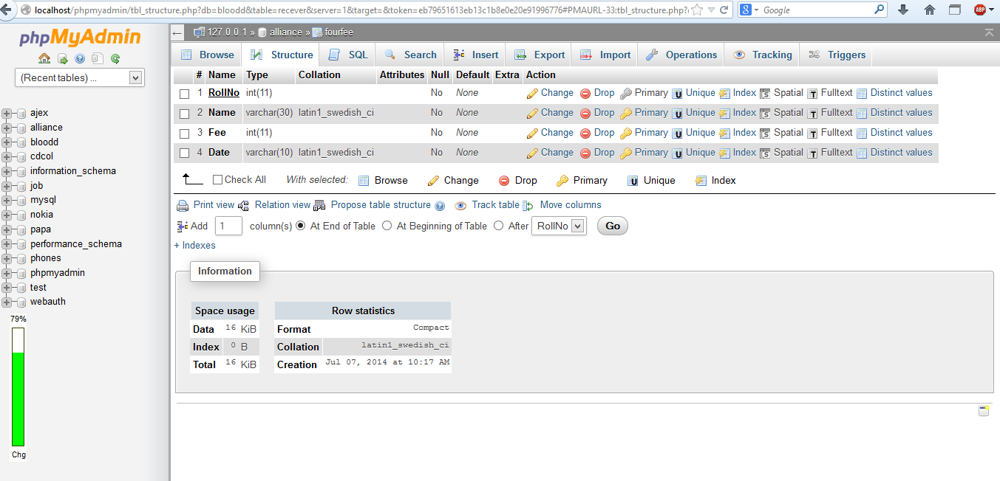 localhost/phpmyadmin/tbl_structure.php?db=bloodd&table=recever&server=1&target=&token=eb79651613eb13c1b8e0e20e91996776#PMAURL-33:tbl_structure.php?
8 Google
ABP
phpMyAdmin
(Recent tables) ...
ajex
alliance
bloodd
cdcol
information_schema
job
mysql
nokia
papa
performance_schema
phones
phpmyadmin
test
webauth
79%
Chg
127.0.0.1 » alliance » fourfee
Browse Structure SQL Search Insert Export Import Operations Tracking Triggers
# Name Type Collation Attributes Null Default Extra Action
1 RollNo int(11) No None Change Drop Primary Unique Index Spatial Fulltext Distinct values
2 Name varchar(30) latin1_swedish_ci No None Change Drop Primary Unique Index Spatial Fulltext Distinct values
3 Fee int(11) No None Change Drop Primary Unique Index Spatial Fulltext Distinct values
4 Date varchar(10) latin1_swedish_ci No None Change Drop Primary Unique Index Spatial Fulltext Distinct values
Check All With selected: Browse Change Drop Primary Unique Index
Print view Relation view Propose table structure Track table Move columns
Add 1 column(s) At End of Table At Beginning of Table After RollNo Go
+ Indexes
Information
Space usage
Data 16 KiB
Index 0 B
Total 16 KiB
Row statistics
Format Compact
Collation latin1_swedish_ci
Creation Jul 07, 2014 at 10:17 AM